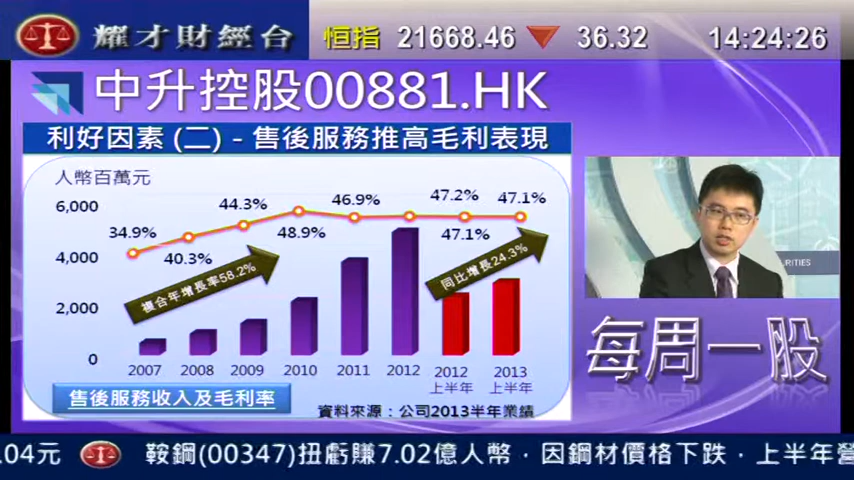 耀才財經台
恒指 21668.46 36.32 14:24:26
中升控股00881.HK
利好因素 (二) - 售後服務推高毛利表現
人幣百萬元
6,000
4,000
2,000
0
34.9% 40.3% 44.3% 48.9% 46.9% 47.1% 47.2% 47.1%
複合年增長率58.2%
同比增長24.3%
2007 2008 2009 2010 2011 2012 2012 2013
上半年 上半年
售後服務收入及毛利率
資料來源：公司2013半年業績
RITIES
每周一股
.04元 鞍鋼(00347)扭虧賺7.02億人幣，因鋼材價格下跌，上半年營